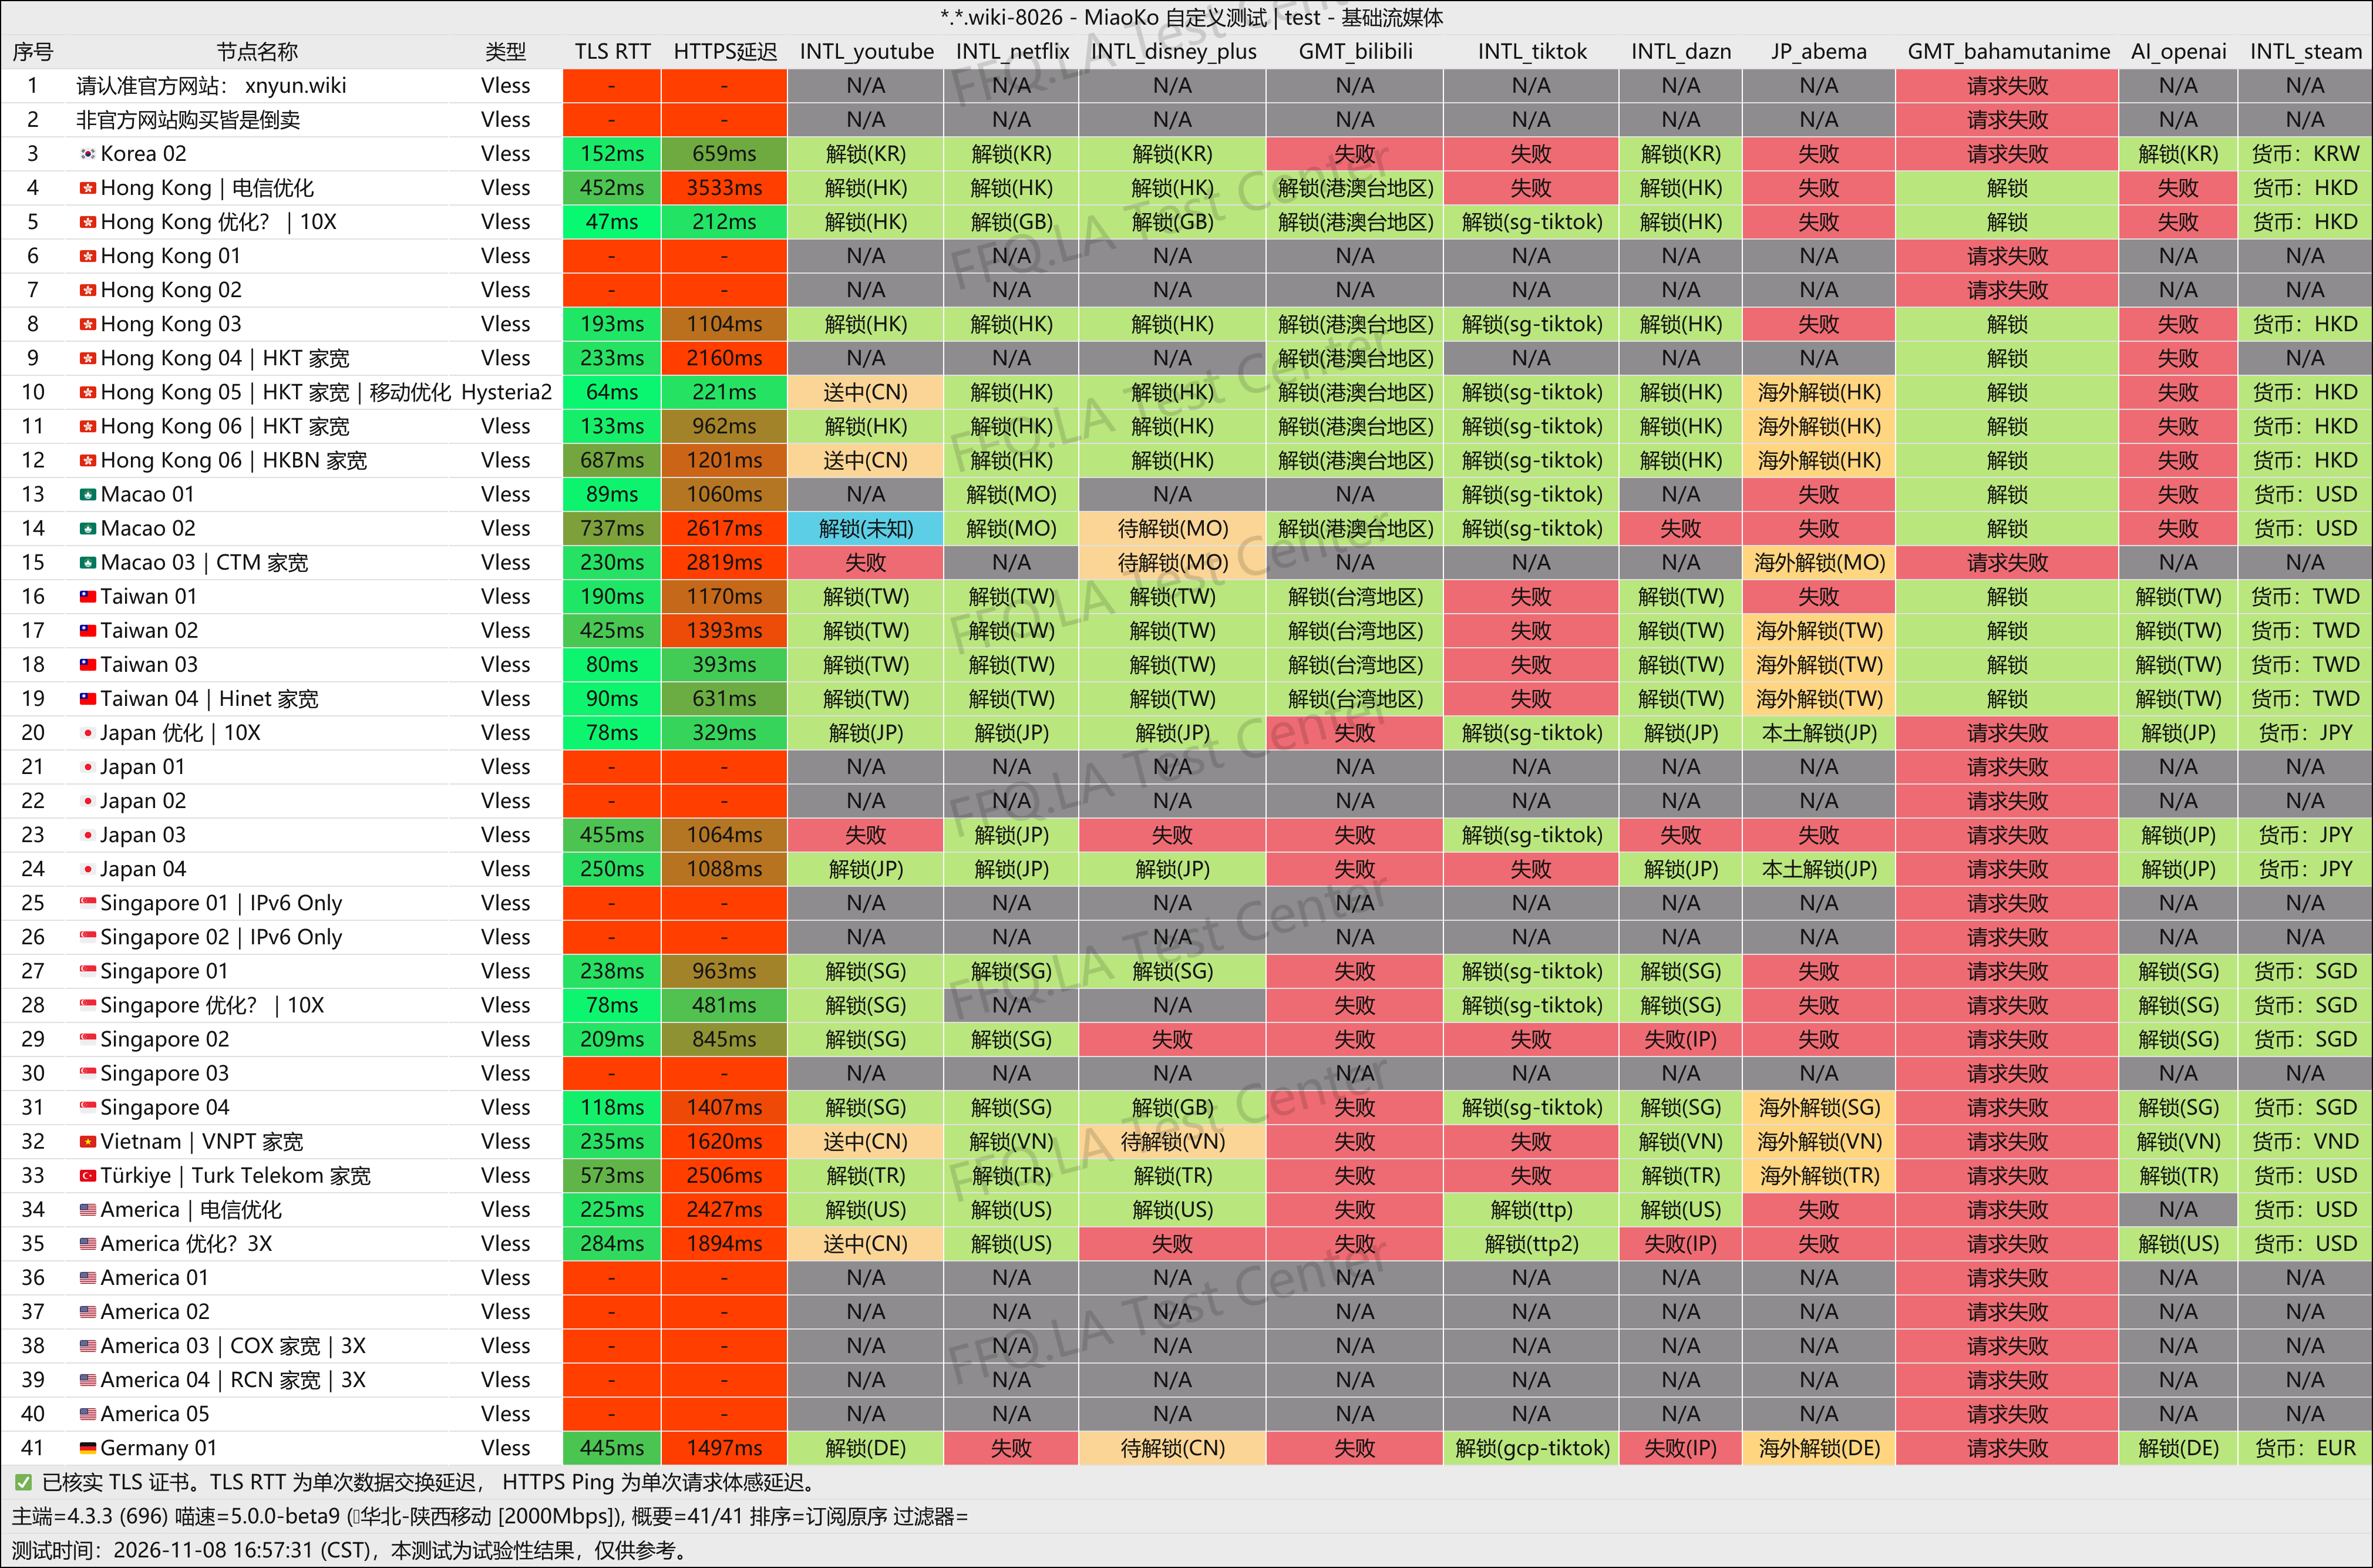 *.*.wiki-8026 - MiaoKo 自定义测试 | test - 基础流媒体
序号 节点名称 类型 TLS RTT HTTPS延迟 INTL_youtube INTL_netflix INTL_disney_plus GMT_bilibili INTL_tiktok INTL_dazn JP_abema GMT_bahamutanime AI_openai INTL_steam
1 请认准官方网站： xnyun.wiki Vless - - N/A N/A N/A N/A N/A N/A N/A 请求失败 N/A N/A
2 非官方网站购买皆是倒卖 Vless - - N/A N/A N/A N/A N/A N/A N/A 请求失败 N/A N/A
3 Korea 02 Vless 152ms 659ms 解锁(KR) 解锁(KR) 解锁(KR) 失败 失败 解锁(KR) 失败 请求失败 解锁(KR) 货币：KRW
4 Hong Kong | 电信优化 Vless 452ms 3533ms 解锁(HK) 解锁(HK) 解锁(HK) 解锁(港澳台地区) 失败 解锁(HK) 失败 解锁 失败 货币：HKD
5 Hong Kong 优化？ | 10X Vless 47ms 212ms 解锁(HK) 解锁(GB) 解锁(GB) 解锁(港澳台地区) 解锁(sg-tiktok) 解锁(HK) 失败 解锁 失败 货币：HKD
6 Hong Kong 01 Vless - - N/A N/A N/A N/A N/A N/A N/A 请求失败 N/A N/A
7 Hong Kong 02 Vless - - N/A N/A N/A N/A N/A N/A N/A 请求失败 N/A N/A
8 Hong Kong 03 Vless 193ms 1104ms 解锁(HK) 解锁(HK) 解锁(HK) 解锁(港澳台地区) 解锁(sg-tiktok) 解锁(HK) 失败 解锁 失败 货币：HKD
9 Hong Kong 04 | HKT 家宽 Vless 233ms 2160ms N/A N/A N/A 解锁(港澳台地区) N/A N/A N/A 解锁 失败 N/A
10 Hong Kong 05 | HKT 家宽 | 移动优化 Hysteria2 64ms 221ms 送中(CN) 解锁(HK) 解锁(HK) 解锁(港澳台地区) 解锁(sg-tiktok) 解锁(HK) 海外解锁(HK) 解锁 失败 货币：HKD
11 Hong Kong 06 | HKT 家宽 Vless 133ms 962ms 解锁(HK) 解锁(HK) 解锁(HK) 解锁(港澳台地区) 解锁(sg-tiktok) 解锁(HK) 海外解锁(HK) 解锁 失败 货币：HKD
12 Hong Kong 06 | HKBN 家宽 Vless 687ms 1201ms 送中(CN) 解锁(HK) 解锁(HK) 解锁(港澳台地区) 解锁(sg-tiktok) 解锁(HK) 海外解锁(HK) 解锁 失败 货币：HKD
13 Macao 01 Vless 89ms 1060ms N/A 解锁(MO) N/A N/A 解锁(sg-tiktok) N/A 失败 解锁 失败 货币：USD
14 Macao 02 Vless 737ms 2617ms 解锁(未知) 解锁(MO) 待解锁(MO) 解锁(港澳台地区) 解锁(sg-tiktok) 失败 失败 解锁 失败 货币：USD
15 Macao 03 | CTM 家宽 Vless 230ms 2819ms 失败 N/A 待解锁(MO) N/A N/A N/A 海外解锁(MO) 请求失败 N/A N/A
16 Taiwan 01 Vless 190ms 1170ms 解锁(TW) 解锁(TW) 解锁(TW) 解锁(台湾地区) 失败 解锁(TW) 失败 解锁 解锁(TW) 货币：TWD
17 Taiwan 02 Vless 425ms 1393ms 解锁(TW) 解锁(TW) 解锁(TW) 解锁(台湾地区) 失败 解锁(TW) 海外解锁(TW) 解锁 解锁(TW) 货币：TWD
18 Taiwan 03 Vless 80ms 393ms 解锁(TW) 解锁(TW) 解锁(TW) 解锁(台湾地区) 失败 解锁(TW) 海外解锁(TW) 解锁 解锁(TW) 货币：TWD
19 Taiwan 04 | Hinet 家宽 Vless 90ms 631ms 解锁(TW) 解锁(TW) 解锁(TW) 解锁(台湾地区) 失败 解锁(TW) 海外解锁(TW) 解锁 解锁(TW) 货币：TWD
20 Japan 优化 | 10X Vless 78ms 329ms 解锁(JP) 解锁(JP) 解锁(JP) 失败 解锁(sg-tiktok) 解锁(JP) 本土解锁(JP) 请求失败 解锁(JP) 货币：JPY
21 Japan 01 Vless - - N/A N/A N/A N/A N/A N/A N/A 请求失败 N/A N/A
22 Japan 02 Vless - - N/A N/A N/A N/A N/A N/A N/A 请求失败 N/A N/A
23 Japan 03 Vless 455ms 1064ms 失败 解锁(JP) 失败 失败 解锁(sg-tiktok) 失败 失败 请求失败 解锁(JP) 货币：JPY
24 Japan 04 Vless 250ms 1088ms 解锁(JP) 解锁(JP) 解锁(JP) 失败 失败 解锁(JP) 本土解锁(JP) 请求失败 解锁(JP) 货币：JPY
25 Singapore 01 | IPv6 Only Vless - - N/A N/A N/A N/A N/A N/A N/A 请求失败 N/A N/A
26 Singapore 02 | IPv6 Only Vless - - N/A N/A N/A N/A N/A N/A N/A 请求失败 N/A N/A
27 Singapore 01 Vless 238ms 963ms 解锁(SG) 解锁(SG) 解锁(SG) 失败 解锁(sg-tiktok) 解锁(SG) 失败 请求失败 解锁(SG) 货币：SGD
28 Singapore 优化？ | 10X Vless 78ms 481ms 解锁(SG) N/A N/A 失败 解锁(sg-tiktok) 解锁(SG) 失败 请求失败 解锁(SG) 货币：SGD
29 Singapore 02 Vless 209ms 845ms 解锁(SG) 解锁(SG) 失败 失败 失败 失败(IP) 失败 请求失败 解锁(SG) 货币：SGD
30 Singapore 03 Vless - - N/A N/A N/A N/A N/A N/A N/A 请求失败 N/A N/A
31 Singapore 04 Vless 118ms 1407ms 解锁(SG) 解锁(SG) 解锁(GB) 失败 解锁(sg-tiktok) 解锁(SG) 海外解锁(SG) 请求失败 解锁(SG) 货币：SGD
32 Vietnam | VNPT 家宽 Vless 235ms 1620ms 送中(CN) 解锁(VN) 待解锁(VN) 失败 失败 解锁(VN) 海外解锁(VN) 请求失败 解锁(VN) 货币：VND
33 Türkiye | Turk Telekom 家宽 Vless 573ms 2506ms 解锁(TR) 解锁(TR) 解锁(TR) 失败 失败 解锁(TR) 海外解锁(TR) 请求失败 解锁(TR) 货币：USD
34 America | 电信优化 Vless 225ms 2427ms 解锁(US) 解锁(US) 解锁(US) 失败 解锁(ttp) 解锁(US) 失败 请求失败 N/A 货币：USD
35 America 优化？3X Vless 284ms 1894ms 送中(CN) 解锁(US) 失败 失败 解锁(ttp2) 失败(IP) 失败 请求失败 解锁(US) 货币：USD
36 America 01 Vless - - N/A N/A N/A N/A N/A N/A N/A 请求失败 N/A N/A
37 America 02 Vless - - N/A N/A N/A N/A N/A N/A N/A 请求失败 N/A N/A
38 America 03 | COX 家宽 | 3X Vless - - N/A N/A N/A N/A N/A N/A N/A 请求失败 N/A N/A
39 America 04 | RCN 家宽 | 3X Vless - - N/A N/A N/A N/A N/A N/A N/A 请求失败 N/A N/A
40 America 05 Vless - - N/A N/A N/A N/A N/A N/A N/A 请求失败 N/A N/A
41 Germany 01 Vless 445ms 1497ms 解锁(DE) 失败 待解锁(CN) 失败 解锁(gcp-tiktok) 失败(IP) 海外解锁(DE) 请求失败 解锁(DE) 货币：EUR
✅ 已核实 TLS 证书。TLS RTT 为单次数据交换延迟， HTTPS Ping 为单次请求体感延迟。
主端=4.3.3 (696) 喵速=5.0.0-beta9 (华北-陕西移动 [2000Mbps]), 概要=41/41 排序=订阅原序 过滤器=
测试时间：2026-11-08 16:57:31 (CST)，本测试为试验性结果，仅供参考。
FFQ.LA Test Center
FFQ.LA Test Center
FFQ.LA Test Center
FFQ.LA Test Center
FFQ.LA Test Center
FFQ.LA Test Center
FFQ.LA Test Center
FFQ.LA Test Center